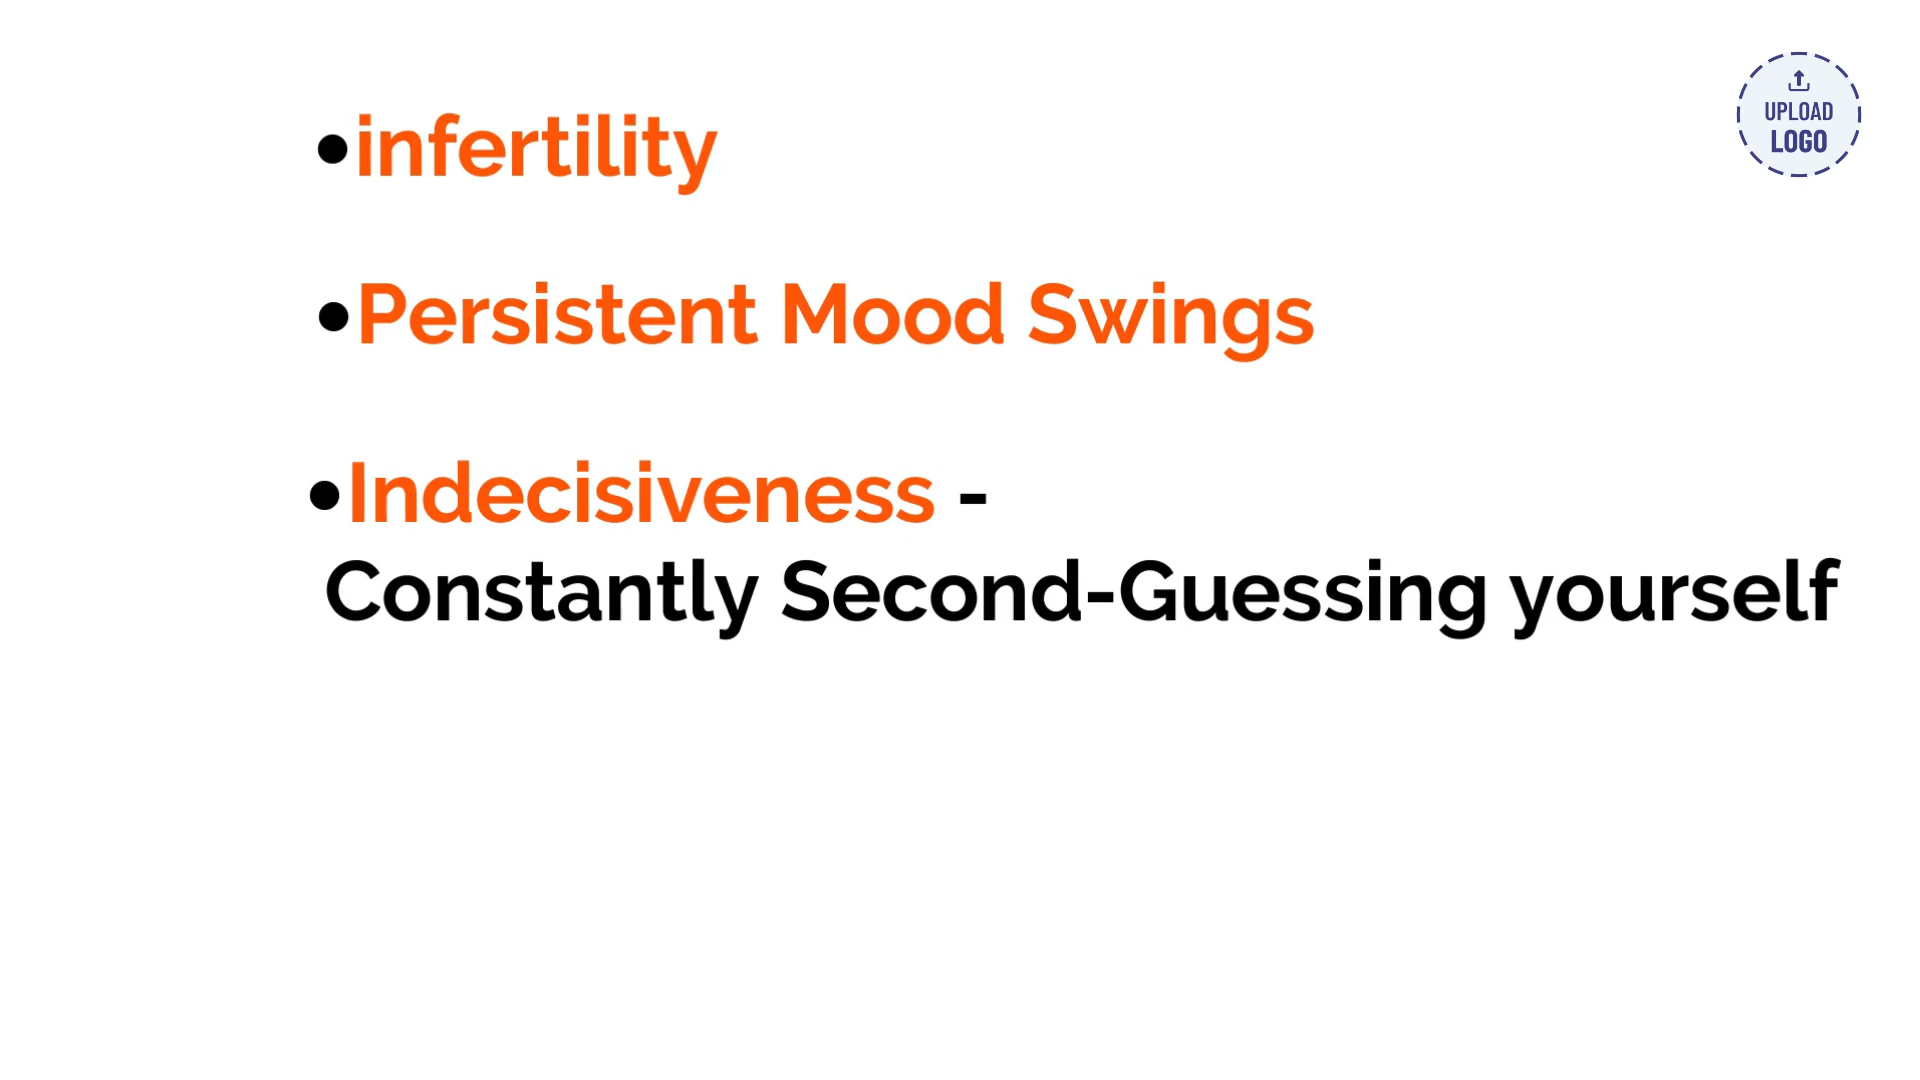 •infertility
UPLOAD
LOGO
•Persistent Mood Swings
•Indecisiveness -
Constantly Second-Guessing yourself